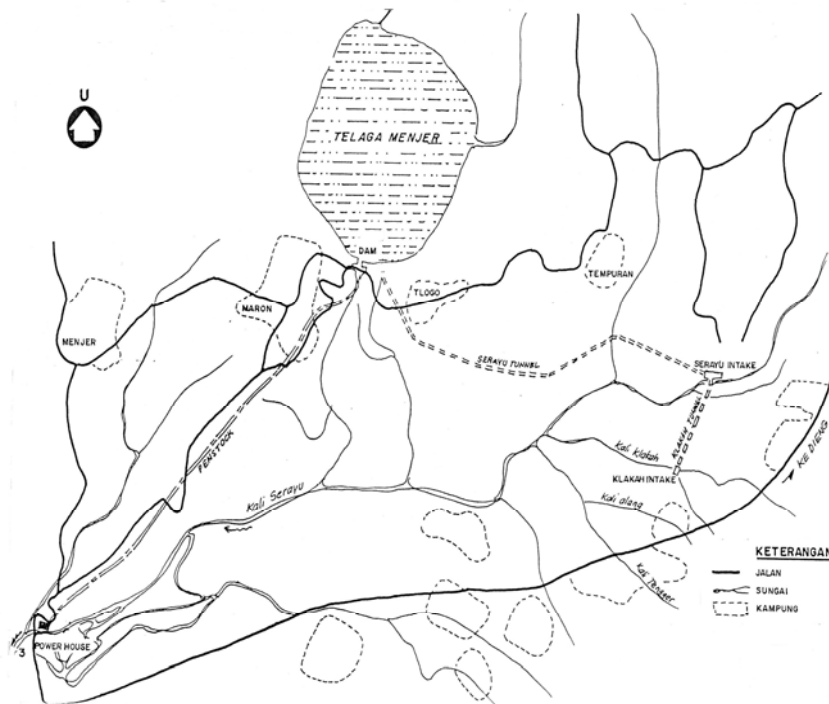 U
TELAGA MENJER
DAM
TEMPURAN
TLOGO
MARON
MENJER
SERAYU TUNNEL
SERAYU INTAKE
PENSTOCK
KLAKAH TUNNEL
Kali Klakah
KLAKAH INTAKE
KE DIENG
Kali Serayu
Kali alang
Kali Tengger
KETERANGAN
JALAN
SUNGAI
KAMPUNG
POWER HOUSE
3